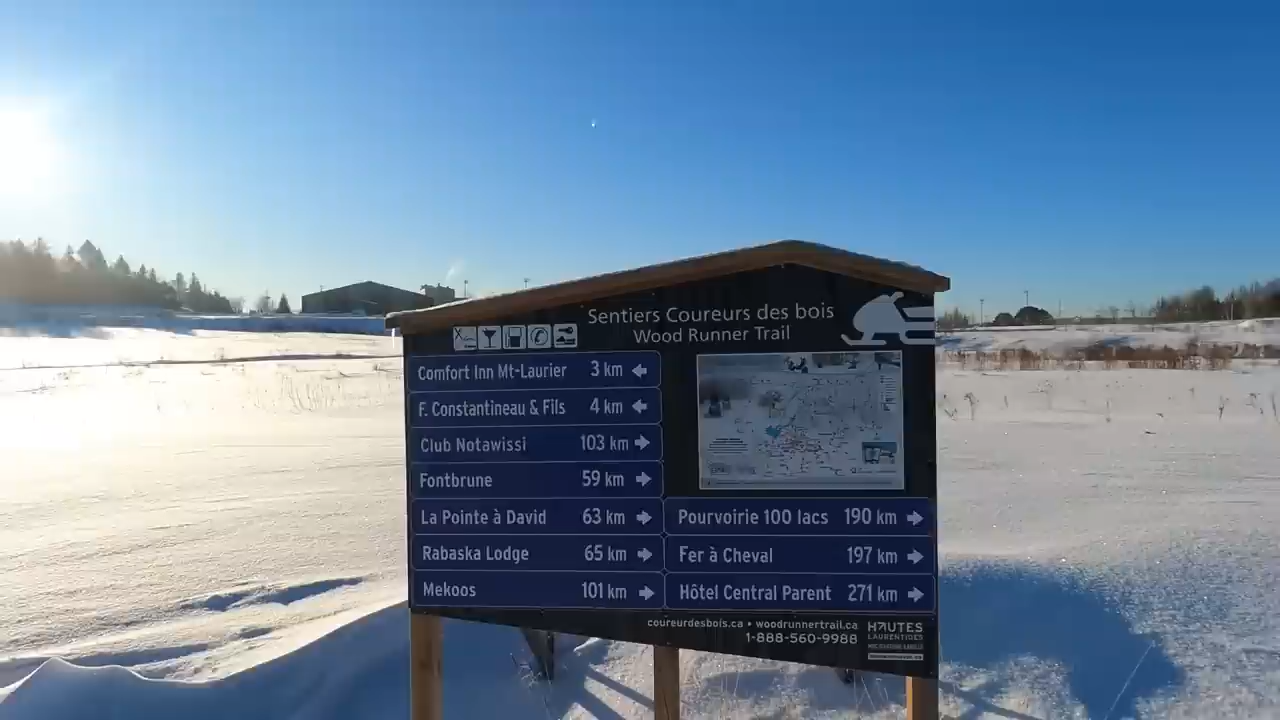 Sentiers Coureurs des bois
Wood Runner Trail
Comfort Inn Mt-Laurier 3 km
F. Constantineau & Fils 4 km
Club Notawissi 103 km
Fontbrune 59 km
La Pointe à David 63 km
Rabaska Lodge 65 km
Mekoos 101 km
Pourvoirie 100 lacs 190 km
Fer à Cheval 197 km
Hôtel Central Parent 271 km
coureurdesbois.ca • woodrunnertrail.ca
1-888-560-9988
HAUTES
LAURENTIDES